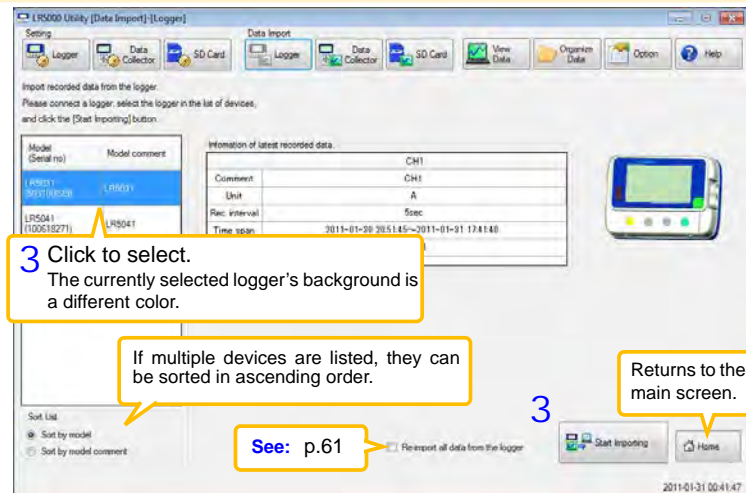 LR5000 Utility [Data Import]-[Logger]
Setting
Data Import
Logger
Data Collector
SD Card
Logger
Data Collector
SD Card
View Data
Organize Data
Option
Help
Import recorded data from the logger.
Please connect a logger, select the logger in the list of devices,
and click the [Start Importing] button.
Model
(Serial no)
Model comment
LR5031
LR5031
LR5041
(100618271)
LR5041
Infomation of latest recorded data.
CH1
Comment
CH1
Unit
A
Rec. interval
5sec
Time span
2011-01-30 20:51:45~2011-01-31 17:41:40
3 Click to select.
The currently selected logger’s background is
a different color.
If multiple devices are listed, they can
be sorted in ascending order.
Returns to the
main screen.
Sort List
Sort by model
Sort by model comment
See: p.61
Re-import all data from the logger
3
Start Importing
Home
2011-01-31 00:41:47